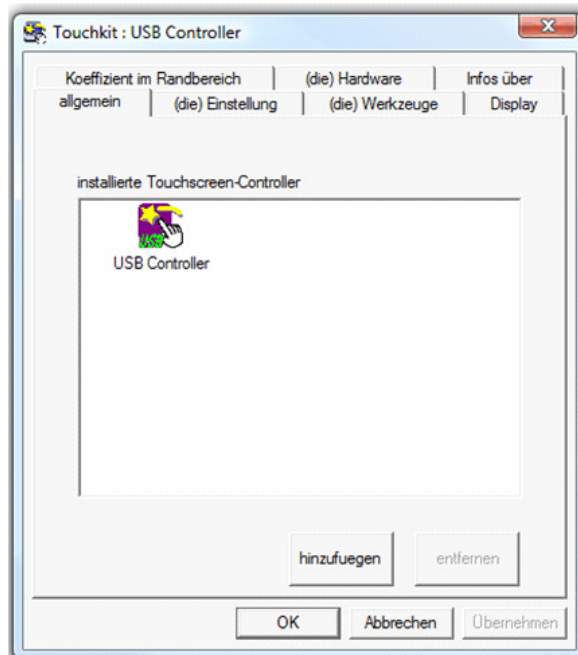 Touchkit : USB Controller
Koeffizient im Randbereich (die) Hardware Infos über
allgemein (die) Einstellung (die) Werkzeuge Display
installierte Touchscreen-Controller
USB
USB Controller
hinzufuegen entfernen
OK Abbrechen Übernehmen